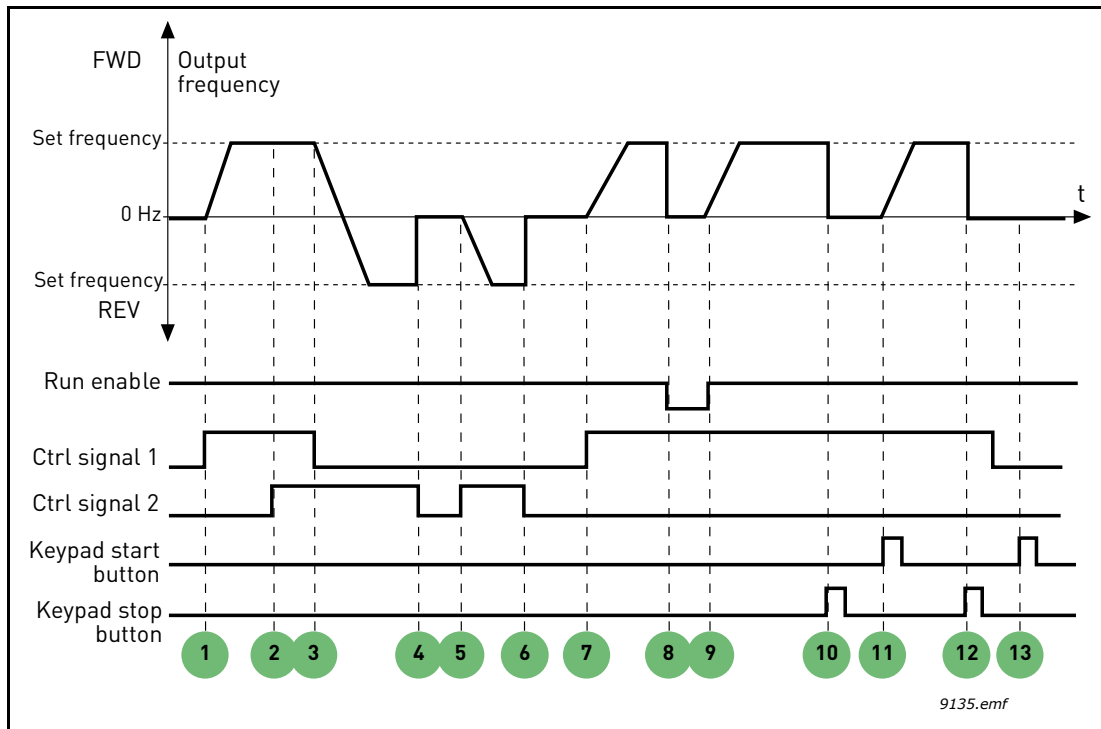 FWD
Output
frequency
Set frequency
0 Hz
t
Set frequency
REV
Run enable
Ctrl signal 1
Ctrl signal 2
Keypad start
button
Keypad stop
button
1 2 3 4 5 6 7 8 9 10 11 12 13
9135.emf